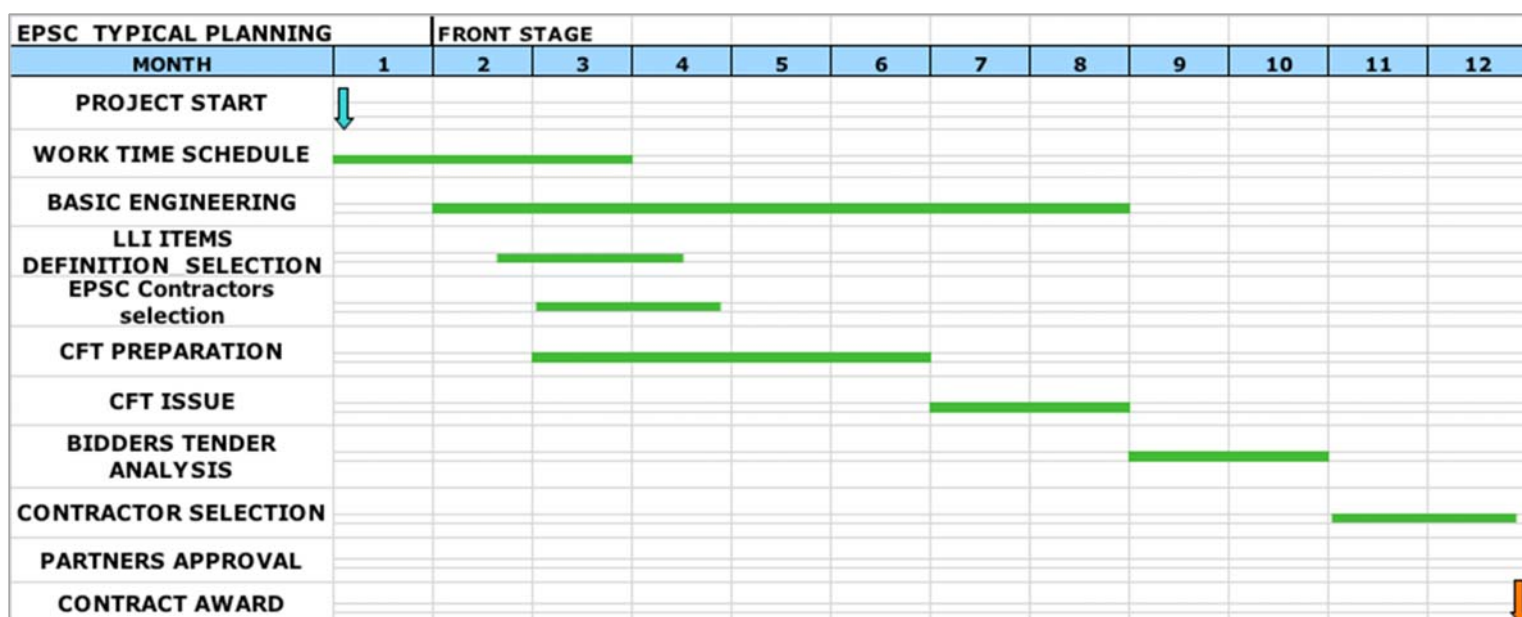 EPSC TYPICAL PLANNING FRONT STAGE
MONTH 1 2 3 4 5 6 7 8 9 10 11 12
PROJECT START
WORK TIME SCHEDULE
BASIC ENGINEERING
LLI ITEMS
DEFINITION SELECTION
EPSC Contractors
selection
CFT PREPARATION
CFT ISSUE
BIDDERS TENDER
ANALYSIS
CONTRACTOR SELECTION
PARTNERS APPROVAL
CONTRACT AWARD